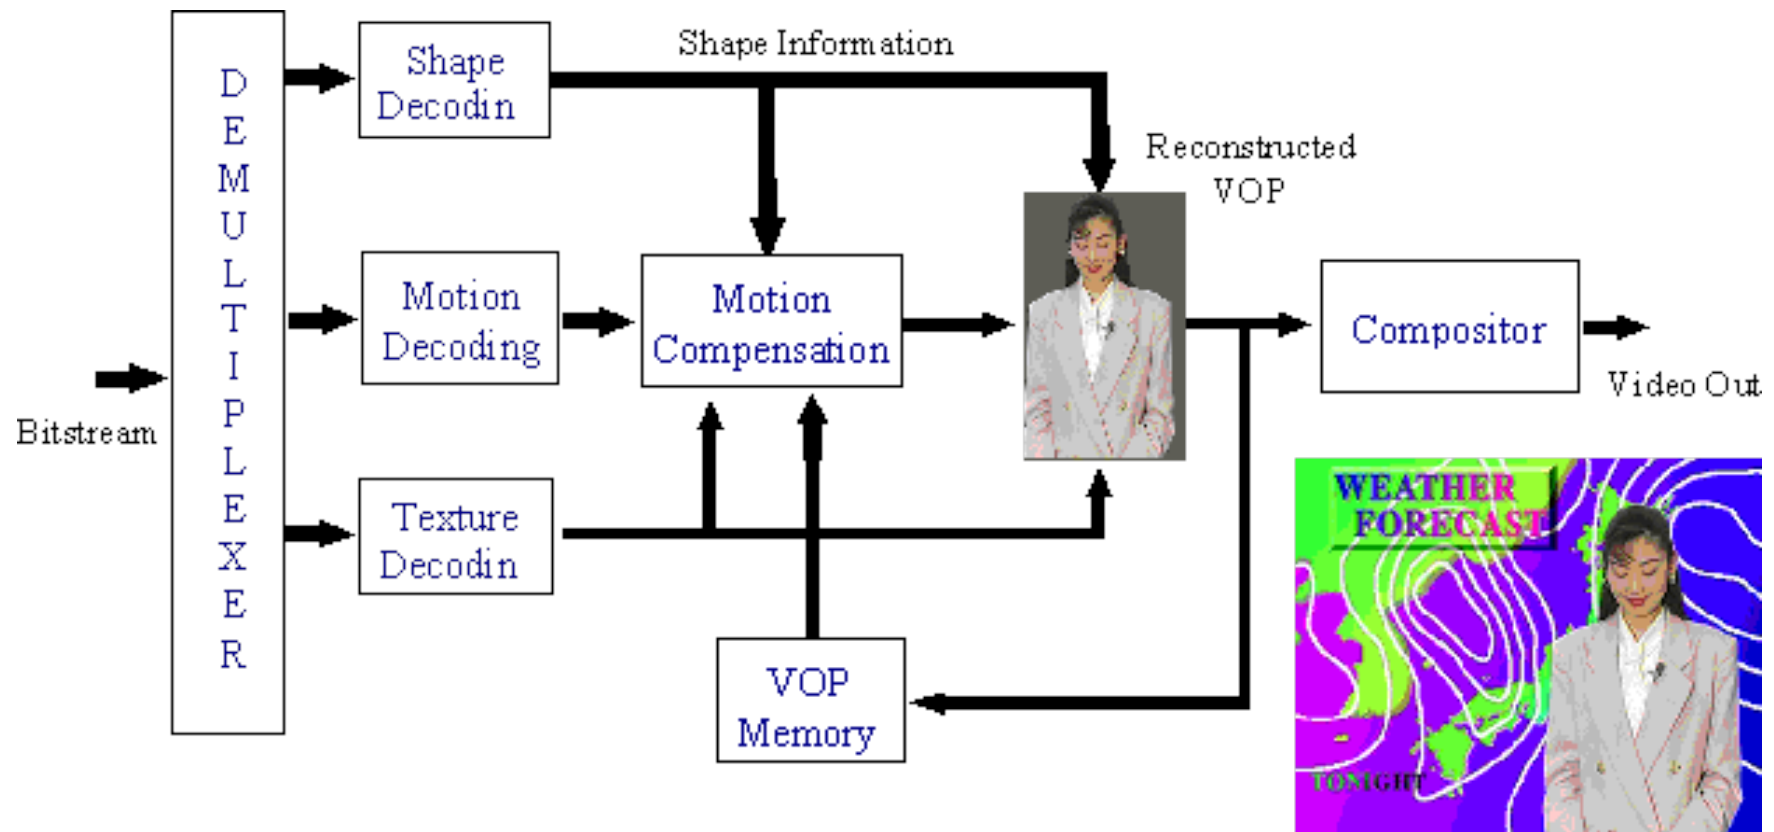 Bitstream
DEMULTIPLEXER
Shape
Decodin
Shape Information
Motion
Decoding
Motion
Compensation
Texture
Decodin
VOP
Memory
Reconstructed
VOP
Compositor
Video Out
WEATHER
FORECAST
TONIGHT